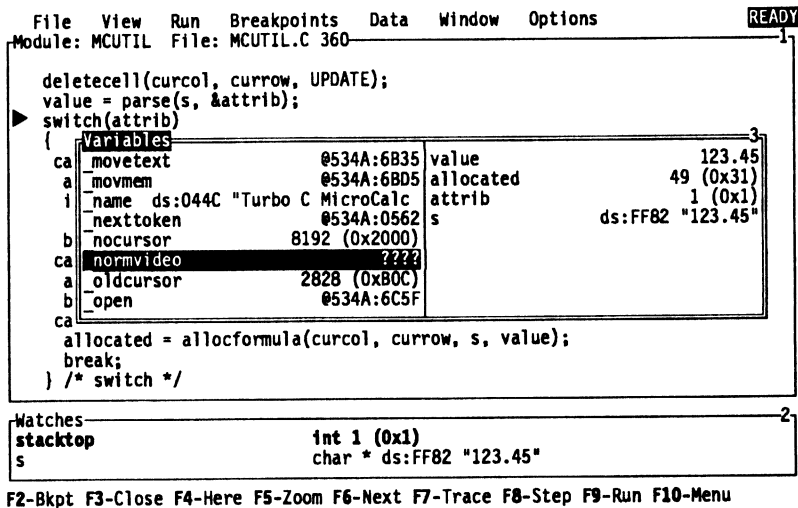 File View Run Breakpoints Data Window Options READY
Module: MCUTIL File: MCUTIL.C 360 1
deletecell(curcol, currow, UPDATE);
value = parse(s, &attrib);
switch(attrib)
{ Variables 3
ca _movetext @534A:6B35 value 123.45
a _movmem @534A:6BD5 allocated 49 (0x31)
i _name ds:044C "Turbo C MicroCalc attrib 1 (0x1)
_nexttoken @534A:0562 s ds:FF82 "123.45"
b _nocursor 8192 (0x2000)
ca _normvideo ????
a _oldcursor 2828 (0xB0C)
b _open @534A:6C5F
ca
allocated = allocformula(curcol, currow, s, value);
break;
} /* switch */
Watches 2
stacktop int 1 (0x1)
s char * ds:FF82 "123.45"
F2-Bkpt F3-Close F4-Here F5-Zoom F6-Next F7-Trace F8-Step F9-Run F10-Menu